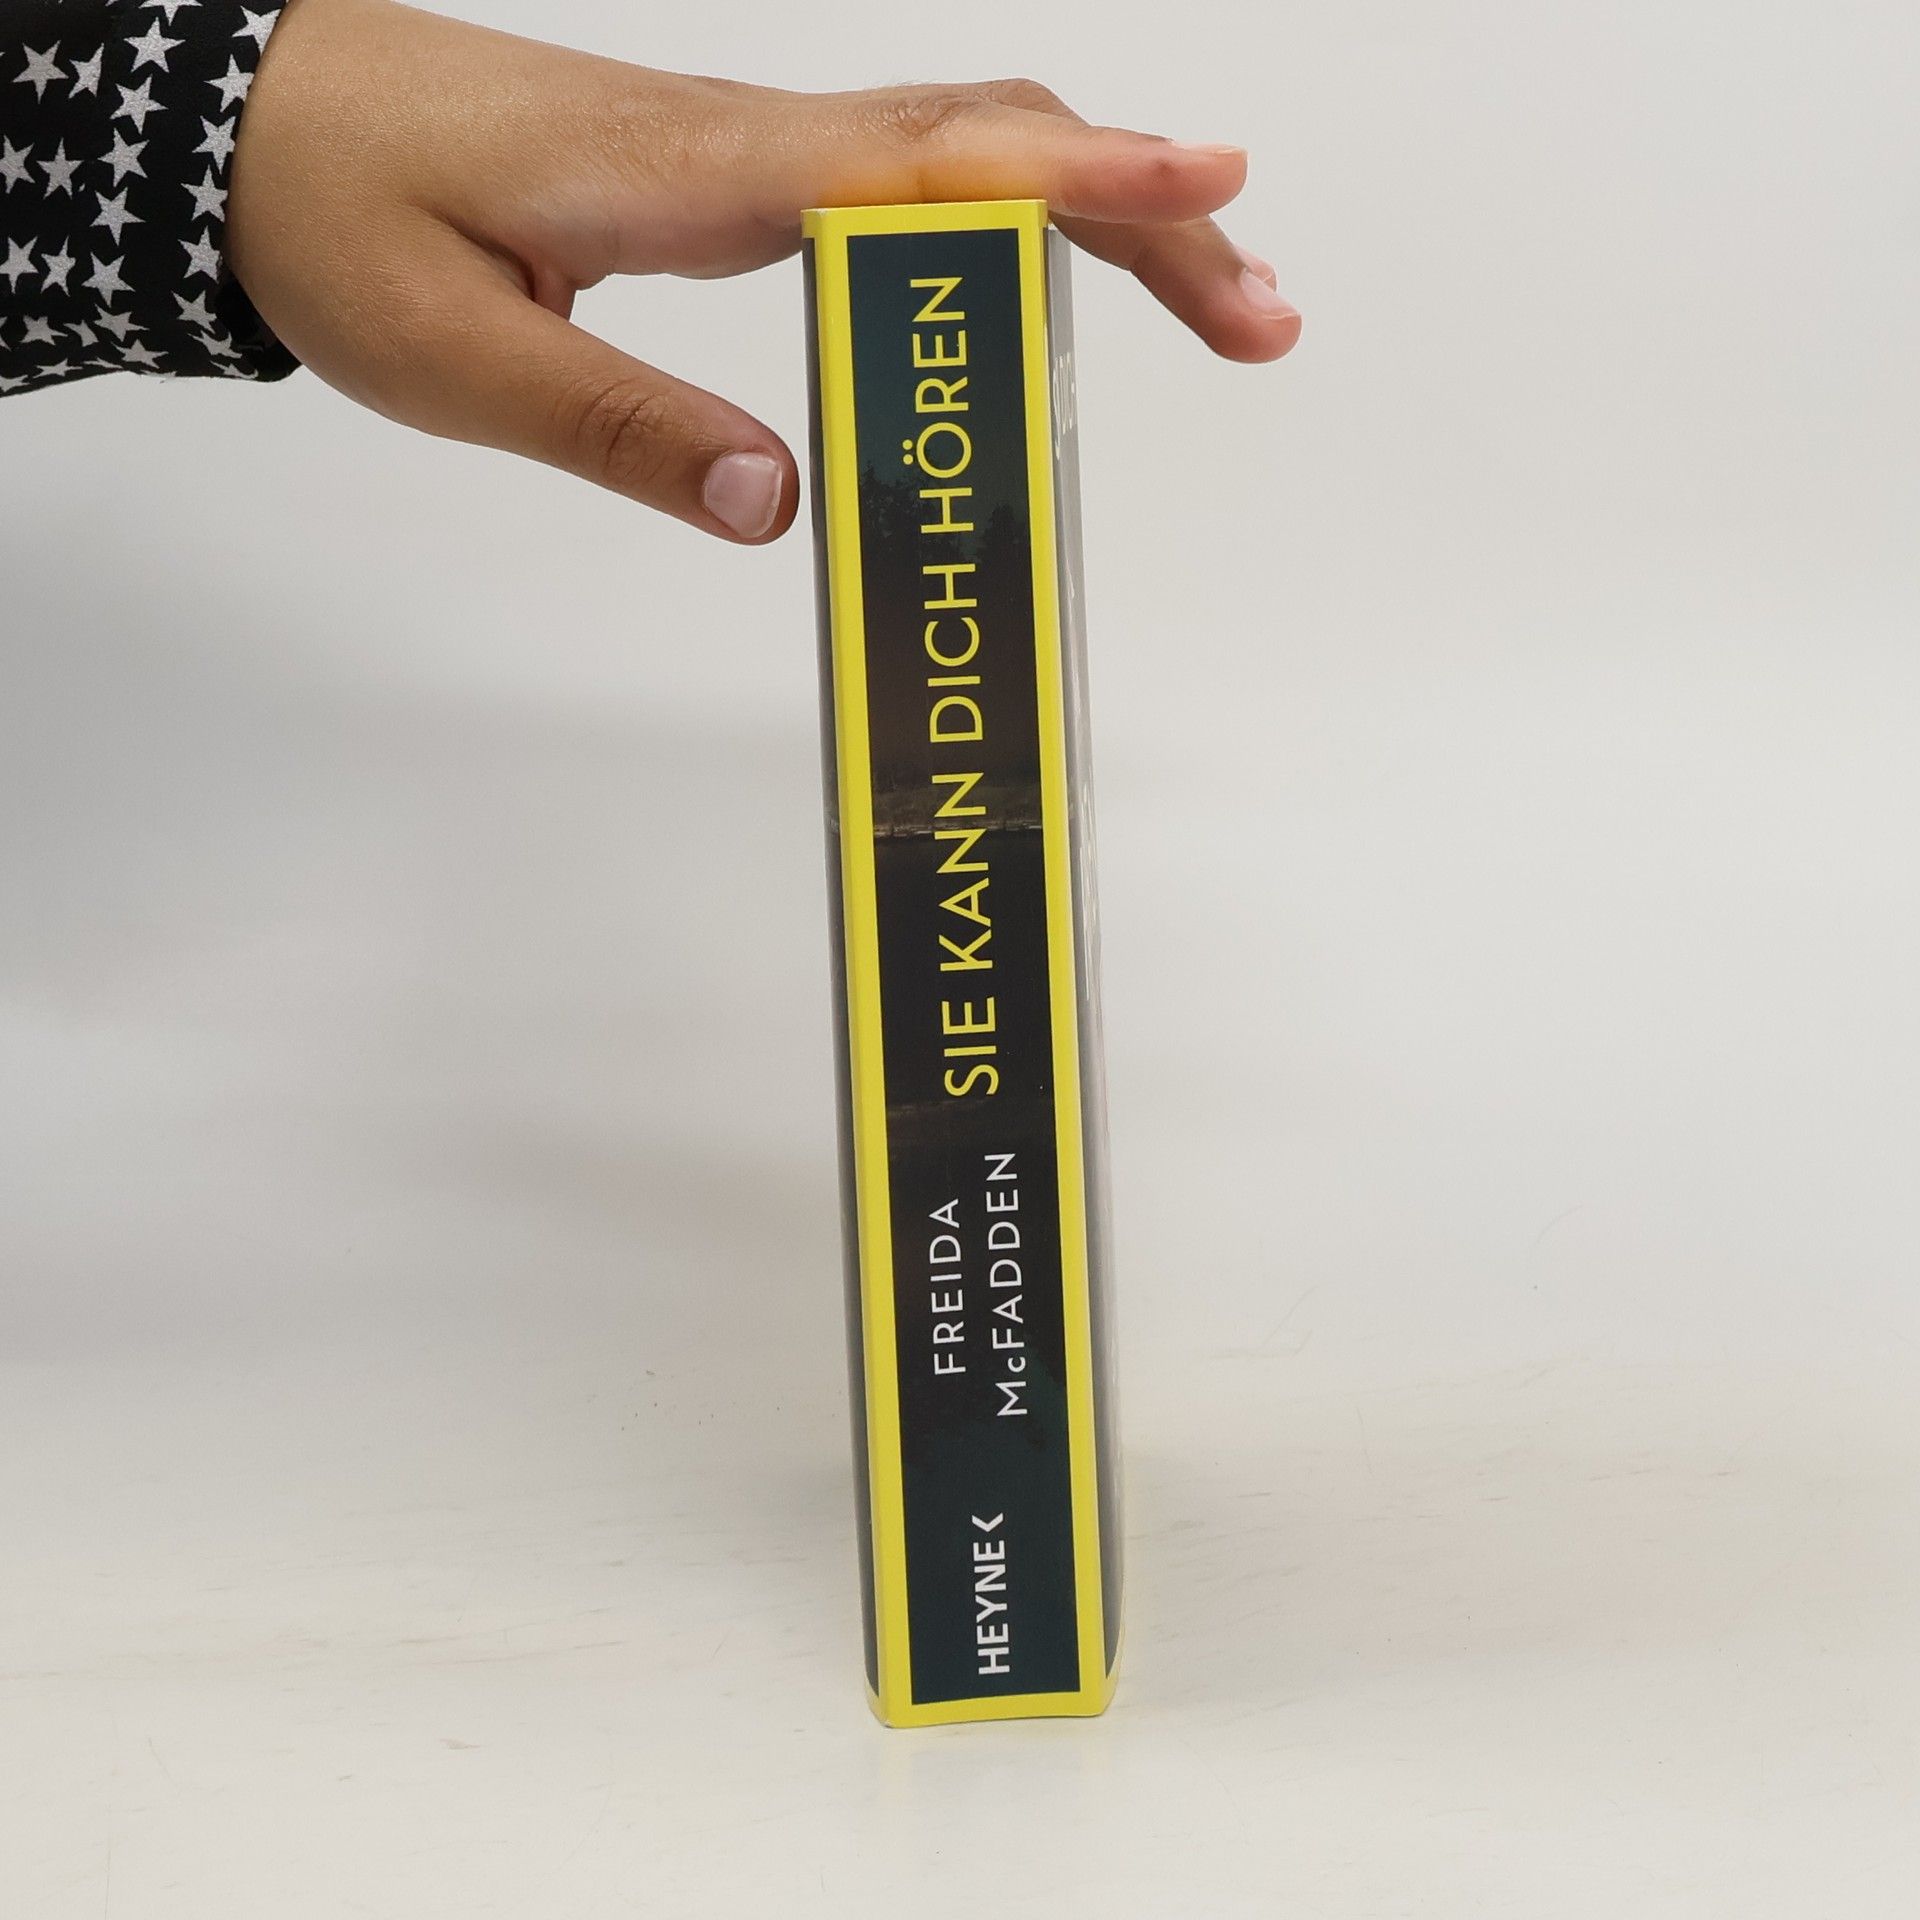 SIE KANN DICH HÖREN
FREIDA
McFADDEN
HEYNE